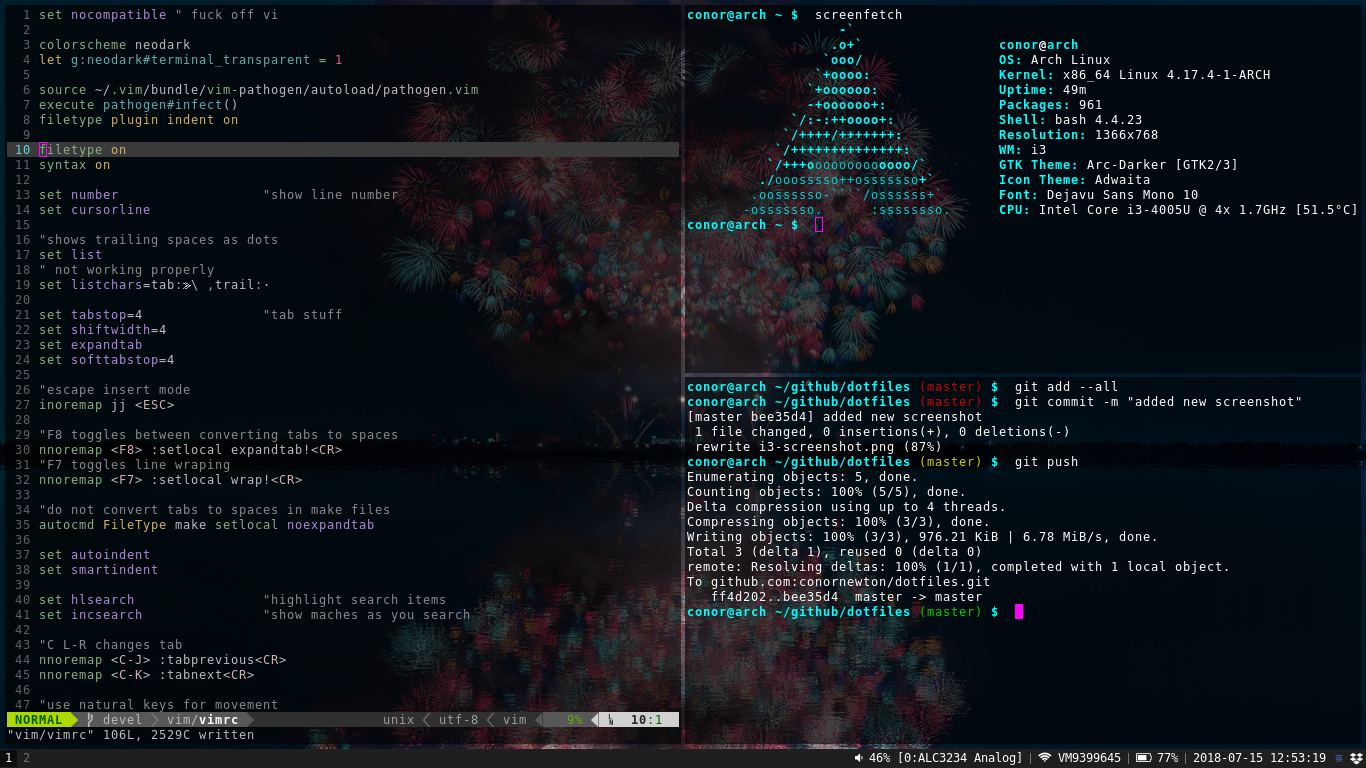 1 set nocompatible " fuck off vi
2
3 colorscheme neodark
4 let g:neodark#terminal_transparent = 1
5
6 source ~/.vim/bundle/vim-pathogen/autoload/pathogen.vim
7 execute pathogen#infect()
8 filetype plugin indent on
9
10 filetype on
11 syntax on
12
13 set number "show line number
14 set cursorline
15
16 "shows trailing spaces as dots
17 set list
18 " not working properly
19 set listchars=tab:≫\ ,trail:·
20
21 set tabstop=4 "tab stuff
22 set shiftwidth=4
23 set expandtab
24 set softtabstop=4
25
26 "escape insert mode
27 inoremap jj <ESC>
28
29 "F8 toggles between converting tabs to spaces
30 nnoremap <F8> :setlocal expandtab!<CR>
31 "F7 toggles line wraping
32 nnoremap <F7> :setlocal wrap!<CR>
33
34 "do not convert tabs to spaces in make files
35 autocmd FileType make setlocal noexpandtab
36
37 set autoindent
38 set smartindent
39
40 set hlsearch "highlight search items
41 set incsearch "show maches as you search
42
43 "C L-R changes tab
44 nnoremap <C-J> :tabprevious<CR>
45 nnoremap <C-K> :tabnext<CR>
46
47 "use natural keys for movement
NORMAL devel vim/vimrc unix utf-8 vim 9% 10:1
"vim/vimrc" 106L, 2529C written
conor@arch ~ $ screenfetch
-`
.o+`
`ooo/
`+oooo:
`+oooooo:
-+oooooo+:
`/:-:++oooo+:
`/++++/+++++++:
`/++++++++++++++:
`/+++ooooooooooooo/`
./ooosssso++osssssso+`
.oossssso-````/ossssss+`
-osssssso. :ssssssso.
conor@arch
OS: Arch Linux
Kernel: x86_64 Linux 4.17.4-1-ARCH
Uptime: 49m
Packages: 961
Shell: bash 4.4.23
Resolution: 1366x768
WM: i3
GTK Theme: Arc-Darker [GTK2/3]
Icon Theme: Adwaita
Font: Dejavu Sans Mono 10
CPU: Intel Core i3-4005U @ 4x 1.7GHz [51.5°C]
conor@arch ~ $
conor@arch ~/github/dotfiles (master) $ git add --all
conor@arch ~/github/dotfiles (master) $ git commit -m "added new screenshot"
[master bee35d4] added new screenshot
1 file changed, 0 insertions(+), 0 deletions(-)
rewrite i3-screenshot.png (87%)
conor@arch ~/github/dotfiles (master) $ git push
Enumerating objects: 5, done.
Counting objects: 100% (5/5), done.
Delta compression using up to 4 threads.
Compressing objects: 100% (3/3), done.
Writing objects: 100% (3/3), 976.21 KiB | 6.78 MiB/s, done.
Total 3 (delta 1), reused 0 (delta 0)
remote: Resolving deltas: 100% (1/1), completed with 1 local object.
To github.com:conornewton/dotfiles.git
ff4d202..bee35d4 master -> master
conor@arch ~/github/dotfiles (master) $
1 2
46% [0:ALC3234 Analog] | VM9399645 | 77% | 2018-07-15 12:53:19 英